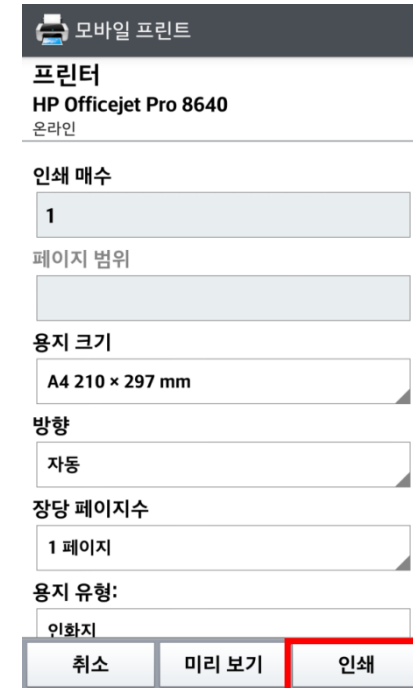 모바일 프린트
프린터
HP Officejet Pro 8640
온라인
인쇄 매수
1
페이지 범위
용지 크기
A4 210 × 297 mm
방향
자동
장당 페이지수
1 페이지
용지 유형:
인화지
취소
미리 보기
인쇄